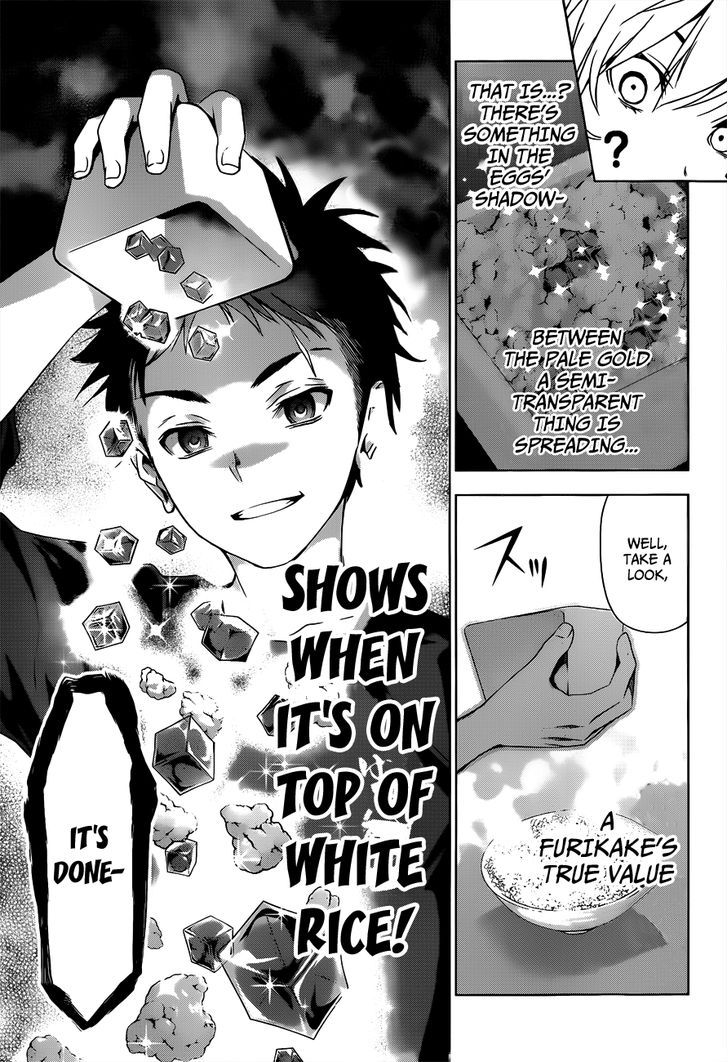 ?
THAT IS...?
THERE'S
SOMETHING
IN THE
EGGS'
SHADOW-
BETWEEN
THE PALE GOLD
A SEMI-
TRANSPARENT
THING IS
SPREADING...
WELL,
TAKE A
LOOK,
スッ
A
FURIKAKE'S
TRUE VALUE
SHOWS
WHEN
IT'S ON
TOP OF
WHITE
RICE!
IT'S
DONE-